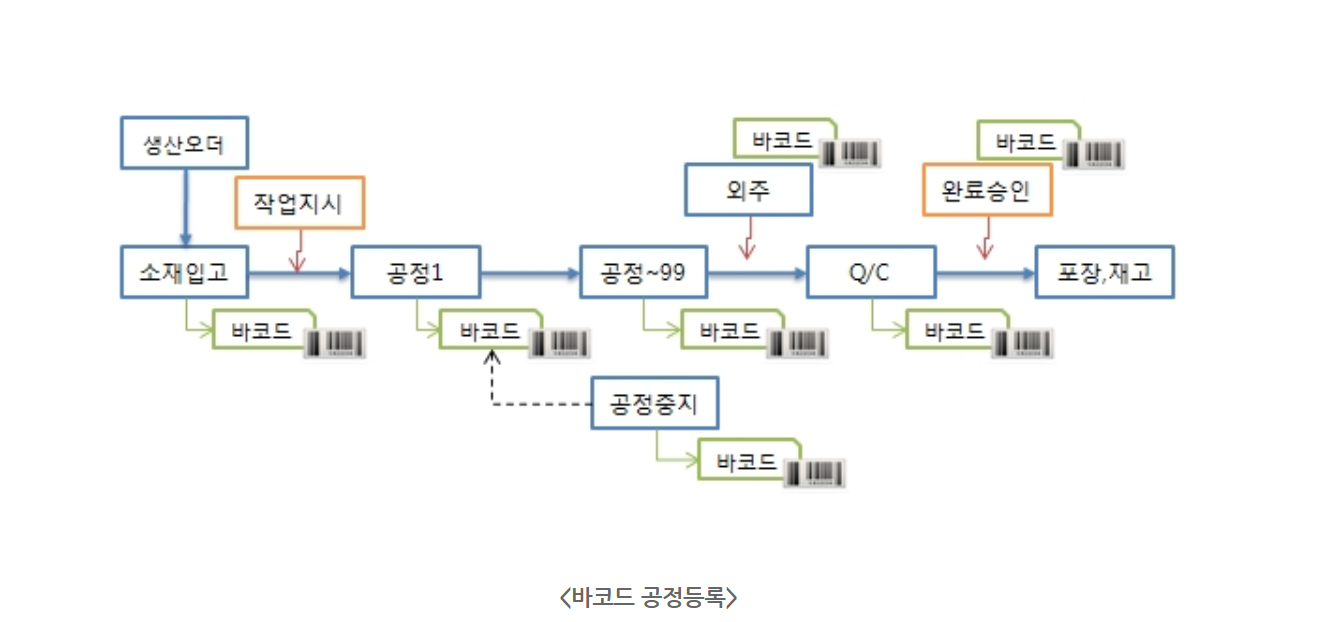 바코드
바코드
생산오더
작업지시
외주
완료승인
소재입고
공정1
공정~99
Q/C
포장,재고
바코드
바코드
바코드
바코드
공정중지
바코드
<바코드 공정등록>